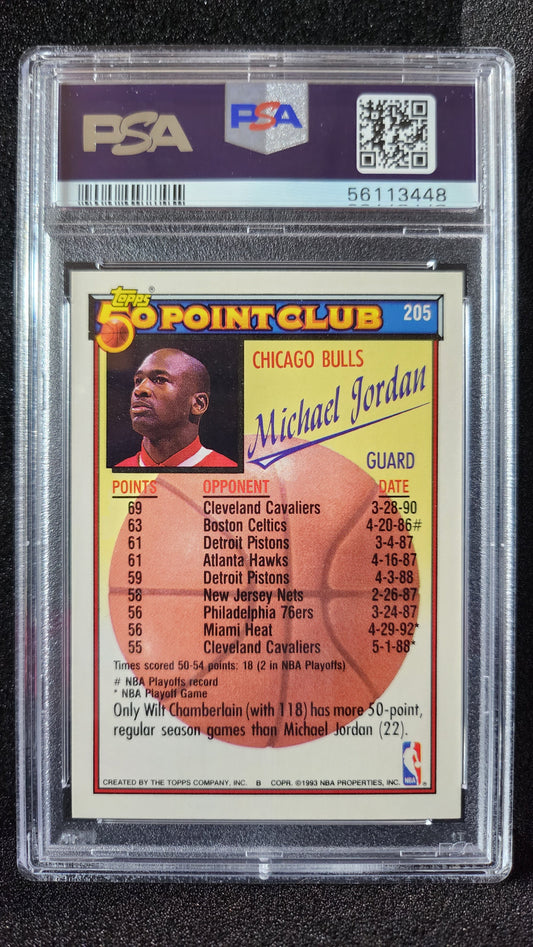 PSA
PSA
56113448
Topps®
50 POINT CLUB 205
CHICAGO BULLS
Michael Jordan
GUARD
POINTS OPPONENT DATE
69 Cleveland Cavaliers 3-28-90
63 Boston Celtics 4-20-86#
61 Detroit Pistons 3-4-87
61 Atlanta Hawks 4-16-87
59 Detroit Pistons 4-3-88
58 New Jersey Nets 2-26-87
56 Philadelphia 76ers 3-24-87
56 Miami Heat 4-29-92*
55 Cleveland Cavaliers 5-1-88*
Times scored 50-54 points: 18 (2 in NBA Playoffs)
# NBA Playoffs record
* NBA Playoff Game
Only Wilt Chamberlain (with 118) has more 50-point,
regular season games than Michael Jordan (22).
CREATED BY THE TOPPS COMPANY, INC. B COPR. ©1993 NBA PROPERTIES, INC.
NBA®